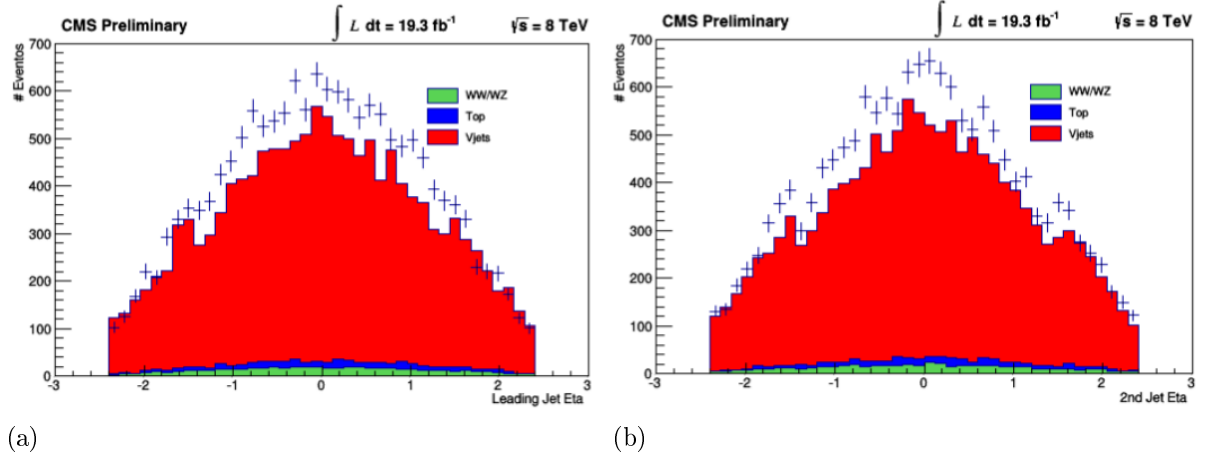 CMS Preliminary ∫ L dt = 19.3 fb⁻¹ √s = 8 TeV
# Eventos
700
600
500
400
300
200
100
0
WW/WZ
Top
Vjets
-3 -2 -1 0 1 2 3
Leading Jet Eta
(a)
CMS Preliminary ∫ L dt = 19.3 fb⁻¹ √s = 8 TeV
# Eventos
700
600
500
400
300
200
100
0
WW/WZ
Top
Vjets
-3 -2 -1 0 1 2 3
2nd Jet Eta
(b)